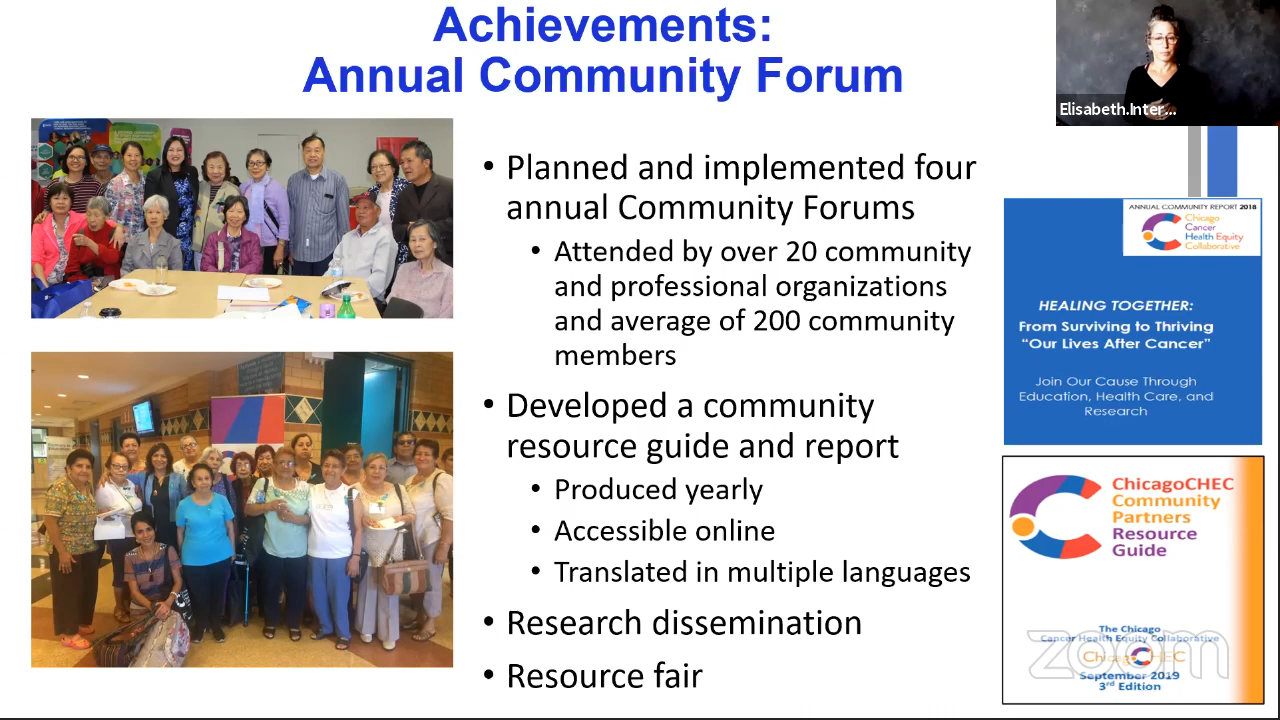 Achievements:
Annual Community Forum
Elisabeth.Inter...
• Planned and implemented four
annual Community Forums
• Attended by over 20 community
and professional organizations
and average of 200 community
members
• Developed a community
resource guide and report
• Produced yearly
• Accessible online
• Translated in multiple languages
• Research dissemination
• Resource fair
ANNUAL COMMUNITY REPORT 2018
Chicago
Cancer
Health Equity
Collaborative
HEALING TOGETHER:
From Surviving to Thriving
“Our Lives After Cancer”
Join Our Cause Through
Education, Health Care, and
Research
ChicagoCHEC
Community
Partners
Resource
Guide
The Chicago
Cancer Health Equity Collaborative
ChicagoCHEC
September 2019
3rd Edition
zoom